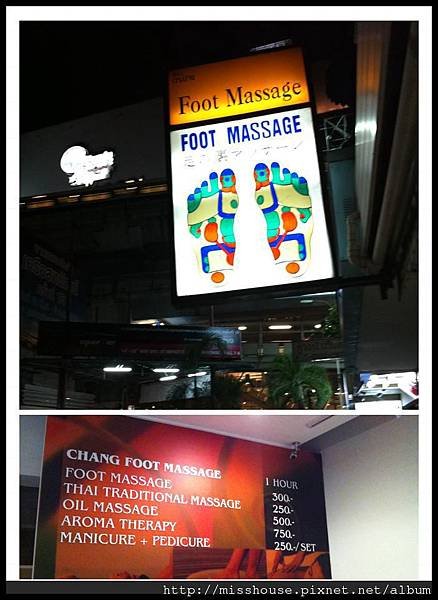 Foot Massage
FOOT MASSAGE
足の裏マッサージ
CHANG FOOT MASSAGE
1 HOUR
FOOT MASSAGE 300.-
THAI TRADITIONAL MASSAGE 250.-
OIL MASSAGE 500.-
AROMA THERAPY 750.-
MANICURE + PEDICURE 250.-/SET
http://misshouse.pixnet.net/album